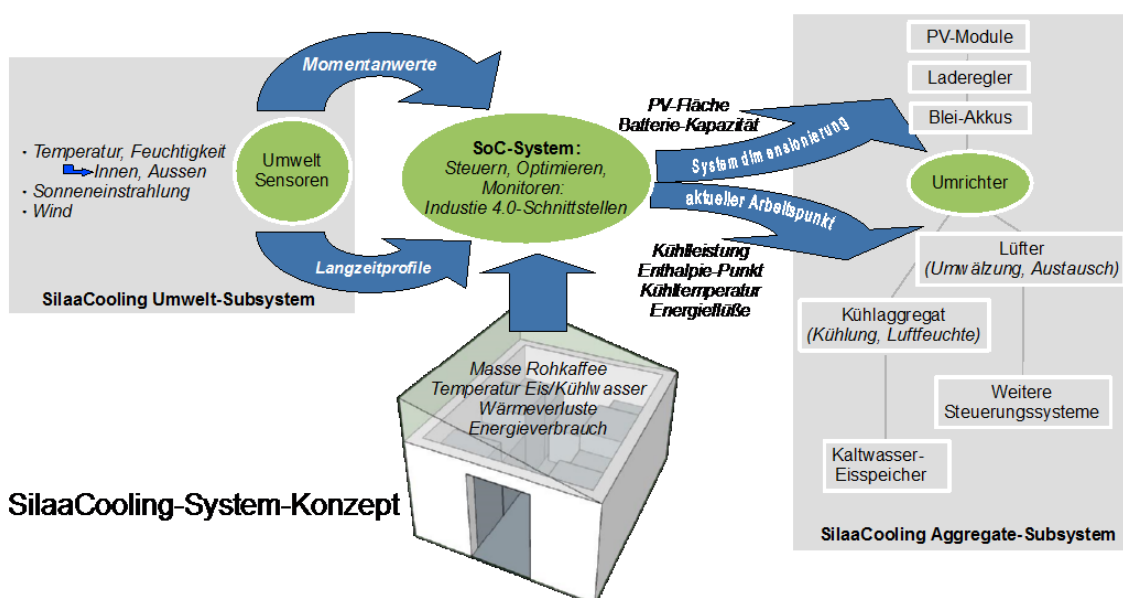 Momentanwerte
· Temperatur, Feuchtigkeit
Innen, Aussen
· Sonneneinstrahlung
· Wind
Umwelt
Sensoren
Langzeitprofile
SilaaCooling Umwelt-Subsystem
SoC-System:
Steuern, Optimieren,
Monitoren:
Industie 4.0-Schnittstellen
PV-Fläche
Batterie-Kapazität
System dimensionierung
aktueller Arbeitspunkt
Kühlleistung
Enthalpie-Punkt
Kühltemperatur
Energieflüße
Masse Rohkaffee
Temperatur Eis/Kühlwasser
Wärmeverluste
Energieverbrauch
SilaaCooling-System-Konzept
PV-Module
Laderegler
Blei-Akkus
Umrichter
Lüfter
(Umwälzung, Austausch)
Kühlaggregat
(Kühlung, Luftfeuchte)
Weitere
Steuerungssysteme
Kaltwasser-
Eisspeicher
SilaaCooling Aggregate-Subsystem